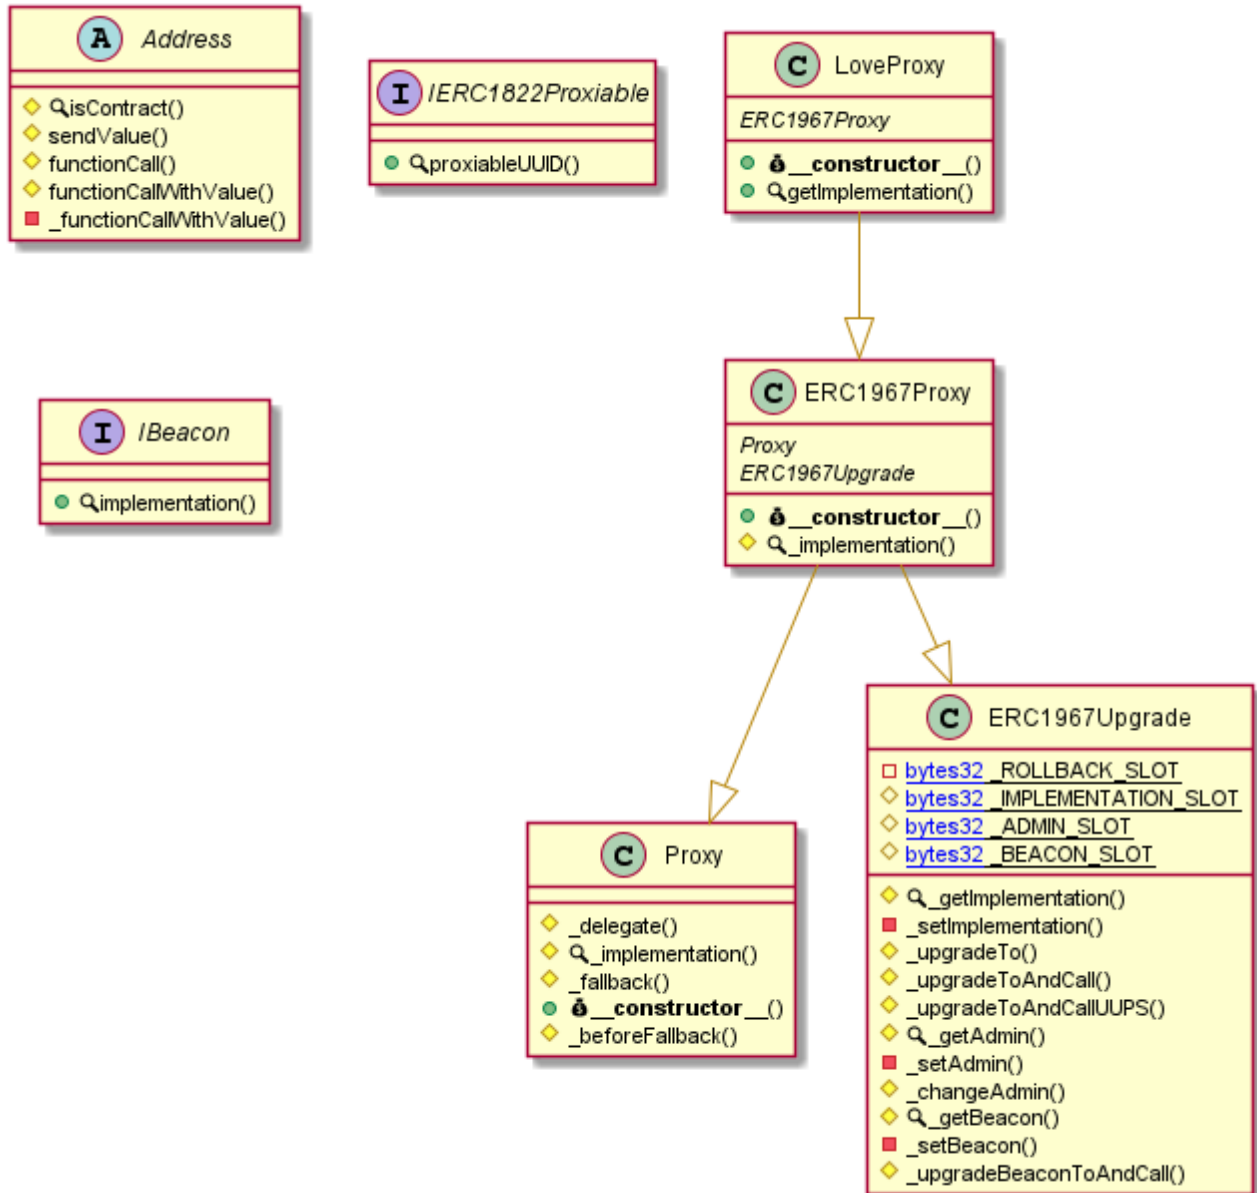 A Address
isContract()
sendValue()
functionCall()
functionCallWithValue()
_functionCallWithValue()
I IERC1822Proxiable
proxiableUUID()
C LoveProxy
ERC1967Proxy
__constructor__()
getImplementation()
I IBeacon
implementation()
C ERC1967Proxy
Proxy
ERC1967Upgrade
__constructor__()
_implementation()
C Proxy
_delegate()
_implementation()
_fallback()
__constructor__()
_beforeFallback()
C ERC1967Upgrade
bytes32 _ROLLBACK_SLOT
bytes32 _IMPLEMENTATION_SLOT
bytes32 _ADMIN_SLOT
bytes32 _BEACON_SLOT
_getImplementation()
_setImplementation()
_upgradeTo()
_upgradeToAndCall()
_upgradeToAndCallUUPS()
_getAdmin()
_setAdmin()
_changeAdmin()
_getBeacon()
_setBeacon()
_upgradeBeaconToAndCall()